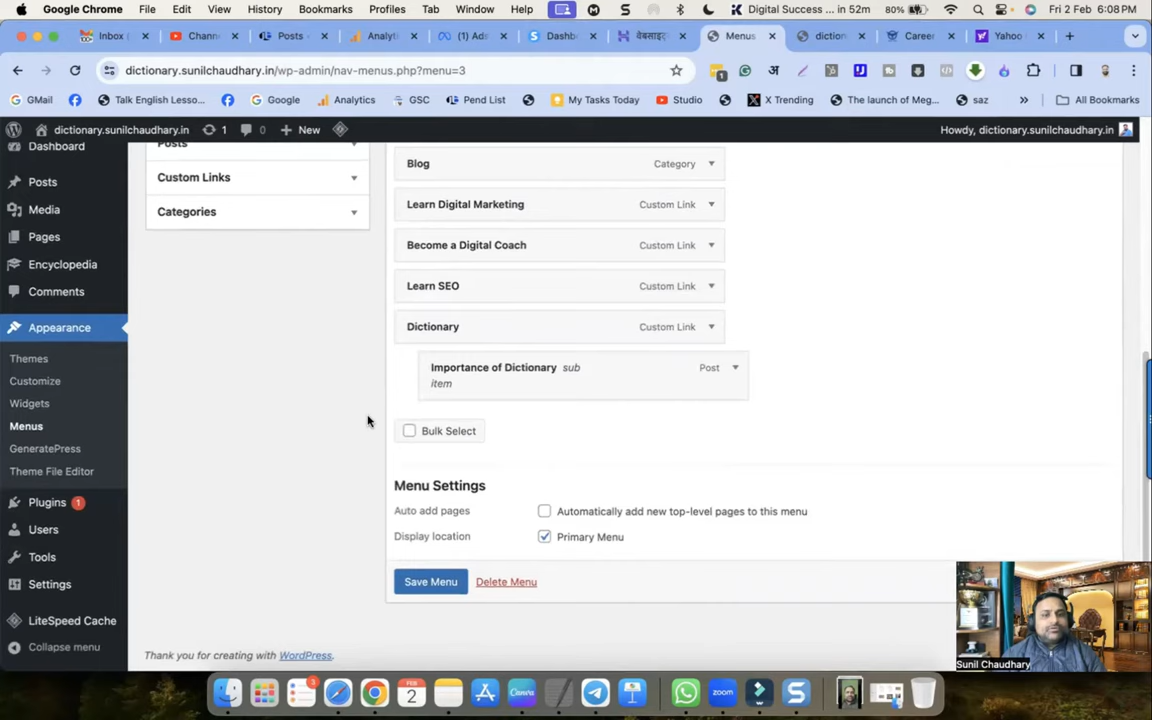 Google Chrome File Edit View History Bookmarks Profiles Tab Window Help Digital Success ... in 52m 80% Fri 2 Feb 6:08 PM
Inbox ( Chann Posts Analyti (1) Ads Dashb वेबसाइट Menus diction Career Yahoo
dictionary.sunilchaudhary.in/wp-admin/nav-menus.php?menu=3
GMail Talk English Lesso... Google Analytics GSC Pend List My Tasks Today Studio X Trending The launch of Meg... saz All Bookmarks
dictionary.sunilchaudhary.in 1 0 New Howdy, dictionary.sunilchaudhary.in
Dashboard
Posts
Media
Pages
Encyclopedia
Comments
Appearance
Themes
Customize
Widgets
Menus
GeneratePress
Theme File Editor
Plugins 1
Users
Tools
Settings
LiteSpeed Cache
Collapse menu
Posts
Custom Links
Categories
Blog Category
Learn Digital Marketing Custom Link
Become a Digital Coach Custom Link
Learn SEO Custom Link
Dictionary Custom Link
Importance of Dictionary sub Post
item
Bulk Select
Menu Settings
Auto add pages Automatically add new top-level pages to this menu
Display location Primary Menu
Save Menu Delete Menu
Thank you for creating with WordPress.
Sunil Chaudhary
3
FEB
2
zoom